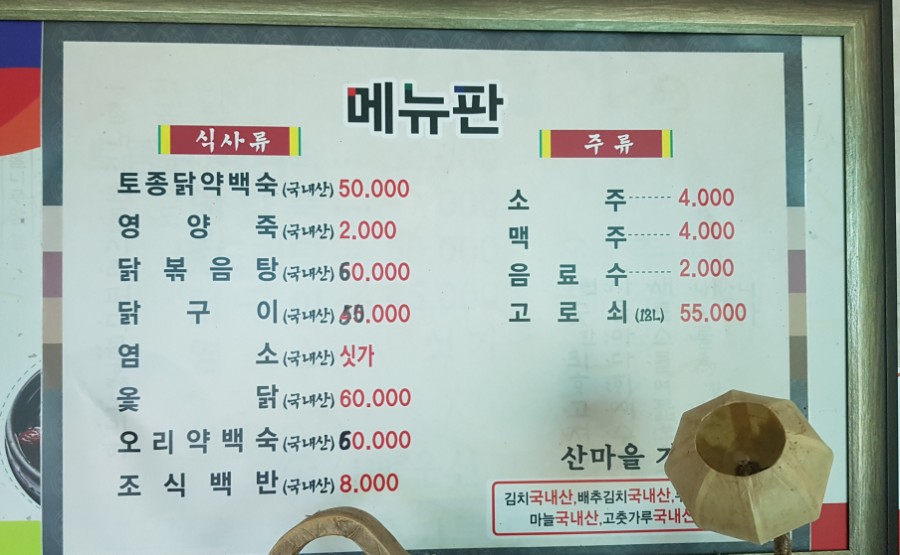 메뉴판
식사류
토종닭약백숙 (국내산) 50.000
영양죽 (국내산) 2.000
닭볶음탕 (국내산) 60.000
닭구이 (국내산)
염소 (국내산) 싯가
옻닭 (국내산) 60.000
오리약백숙 (국내산) 60.000
조식백반 (국내산) 8.000
주류
소주 4.000
맥주 4.000
음료수 2.000
고로쇠 (18L) 55.000
산마을
김치국내산,배추김치국내산,
마늘국내산,고춧가루국내산